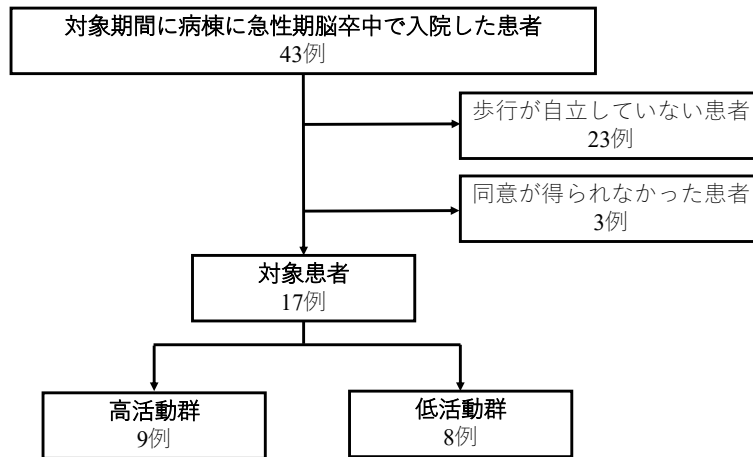 対象期間に病棟に急性期脳卒中で入院した患者
43例
歩行が自立していない患者
23例
同意が得られなかった患者
3例
対象患者
17例
高活動群
9例
低活動群
8例